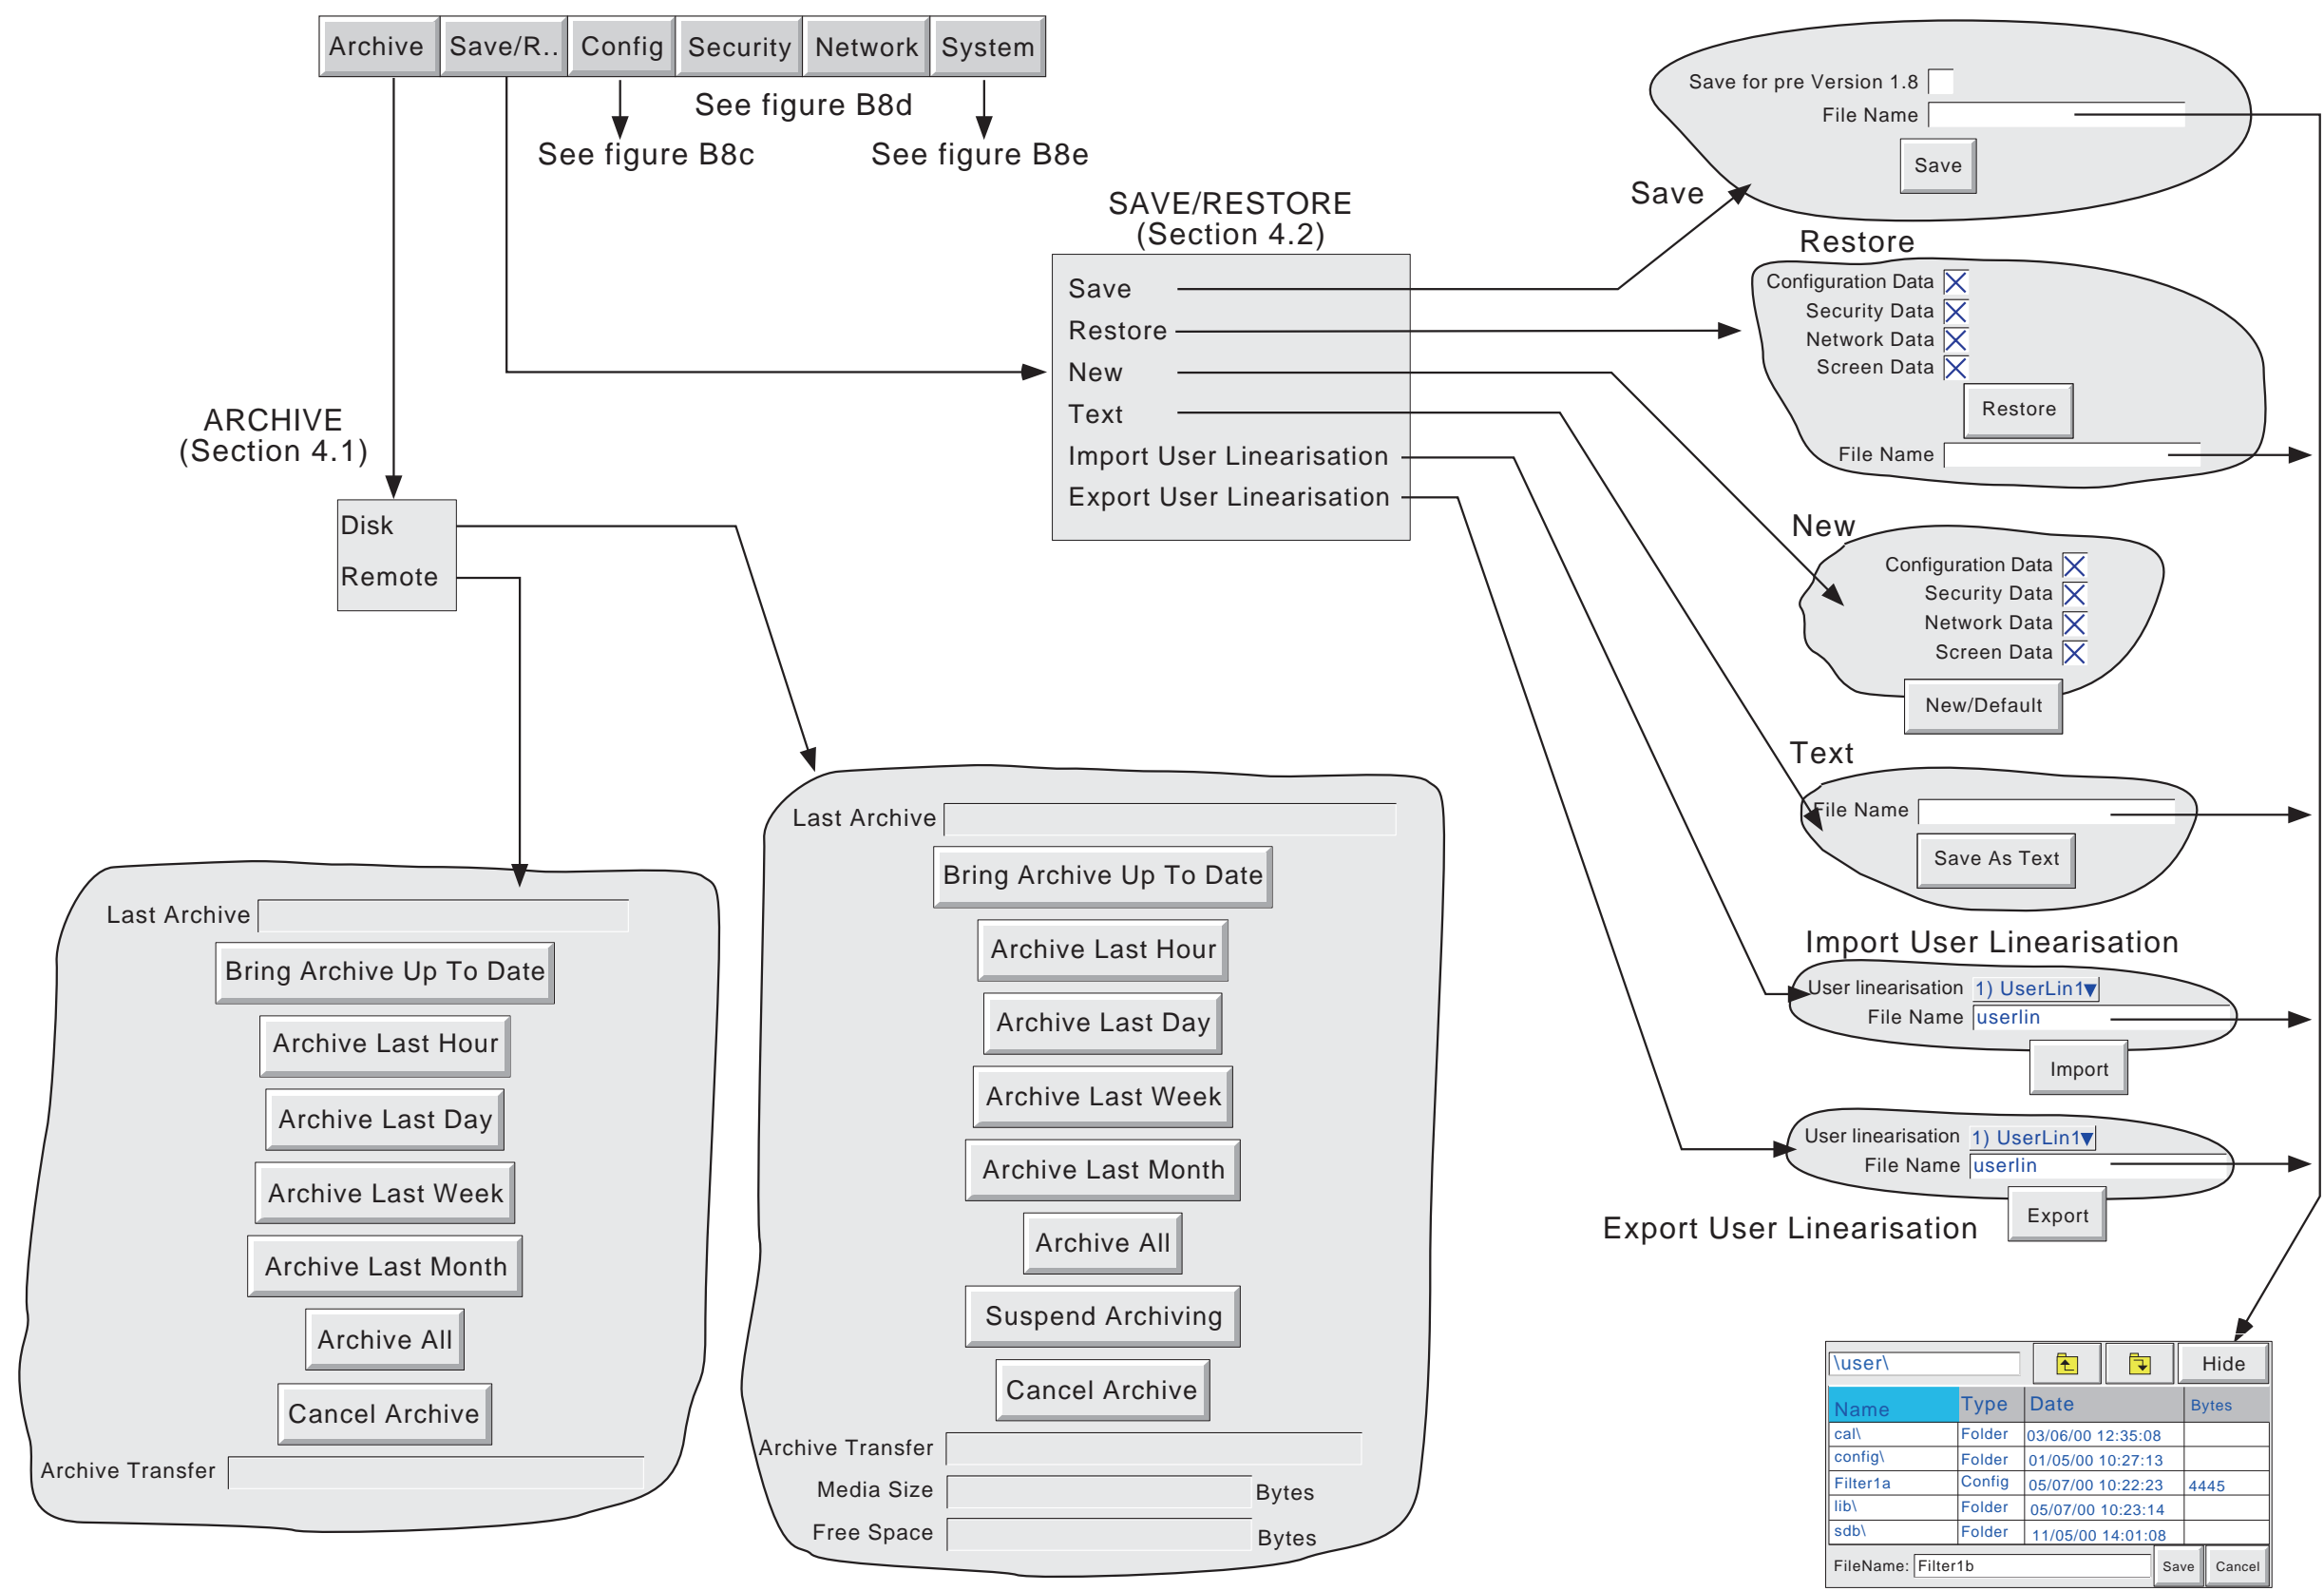 Archive Save/R.. Config Security Network System
See figure B8d
See figure B8c See figure B8e
ARCHIVE
(Section 4.1)
Disk
Remote
Last Archive
Bring Archive Up To Date
Archive Last Hour
Archive Last Day
Archive Last Week
Archive Last Month
Archive All
Cancel Archive
Archive Transfer
Last Archive
Bring Archive Up To Date
Archive Last Hour
Archive Last Day
Archive Last Week
Archive Last Month
Archive All
Suspend Archiving
Cancel Archive
Archive Transfer
Media Size Bytes
Free Space Bytes
SAVE/RESTORE
(Section 4.2)
Save
Restore
New
Text
Import User Linearisation
Export User Linearisation
Save
Save for pre Version 1.8
File Name
Save
Restore
Configuration Data
Security Data
Network Data
Screen Data
Restore
File Name
New
Configuration Data
Security Data
Network Data
Screen Data
New/Default
Text
File Name
Save As Text
Import User Linearisation
User linearisation 1) UserLin1▼
File Name userlin
Import
User linearisation 1) UserLin1▼
File Name userlin
Export
Export User Linearisation
\user\ Hide
Name Type Date Bytes
cal\ Folder 03/06/00 12:35:08
config\ Folder 01/05/00 10:27:13
Filter1a Config 05/07/00 10:22:23 4445
lib\ Folder 05/07/00 10:23:14
sdb\ Folder 11/05/00 14:01:08
FileName: Filter1b Save Cancel